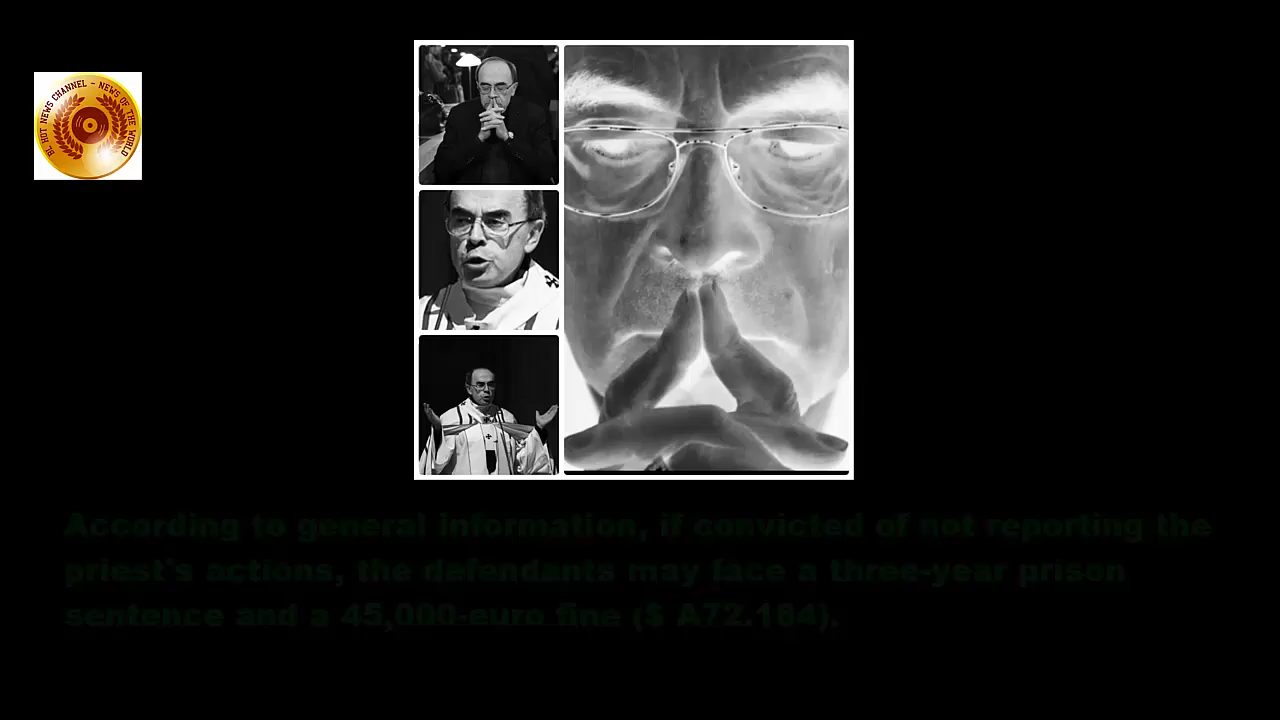 BL HOT NEWS CHANNEL - NEWS OF THE WORLD
According to general information, if convicted of not reporting the
priest's actions, the defendants may face a three-year prison
sentence and a 45,000-euro fine ($ A72.184).